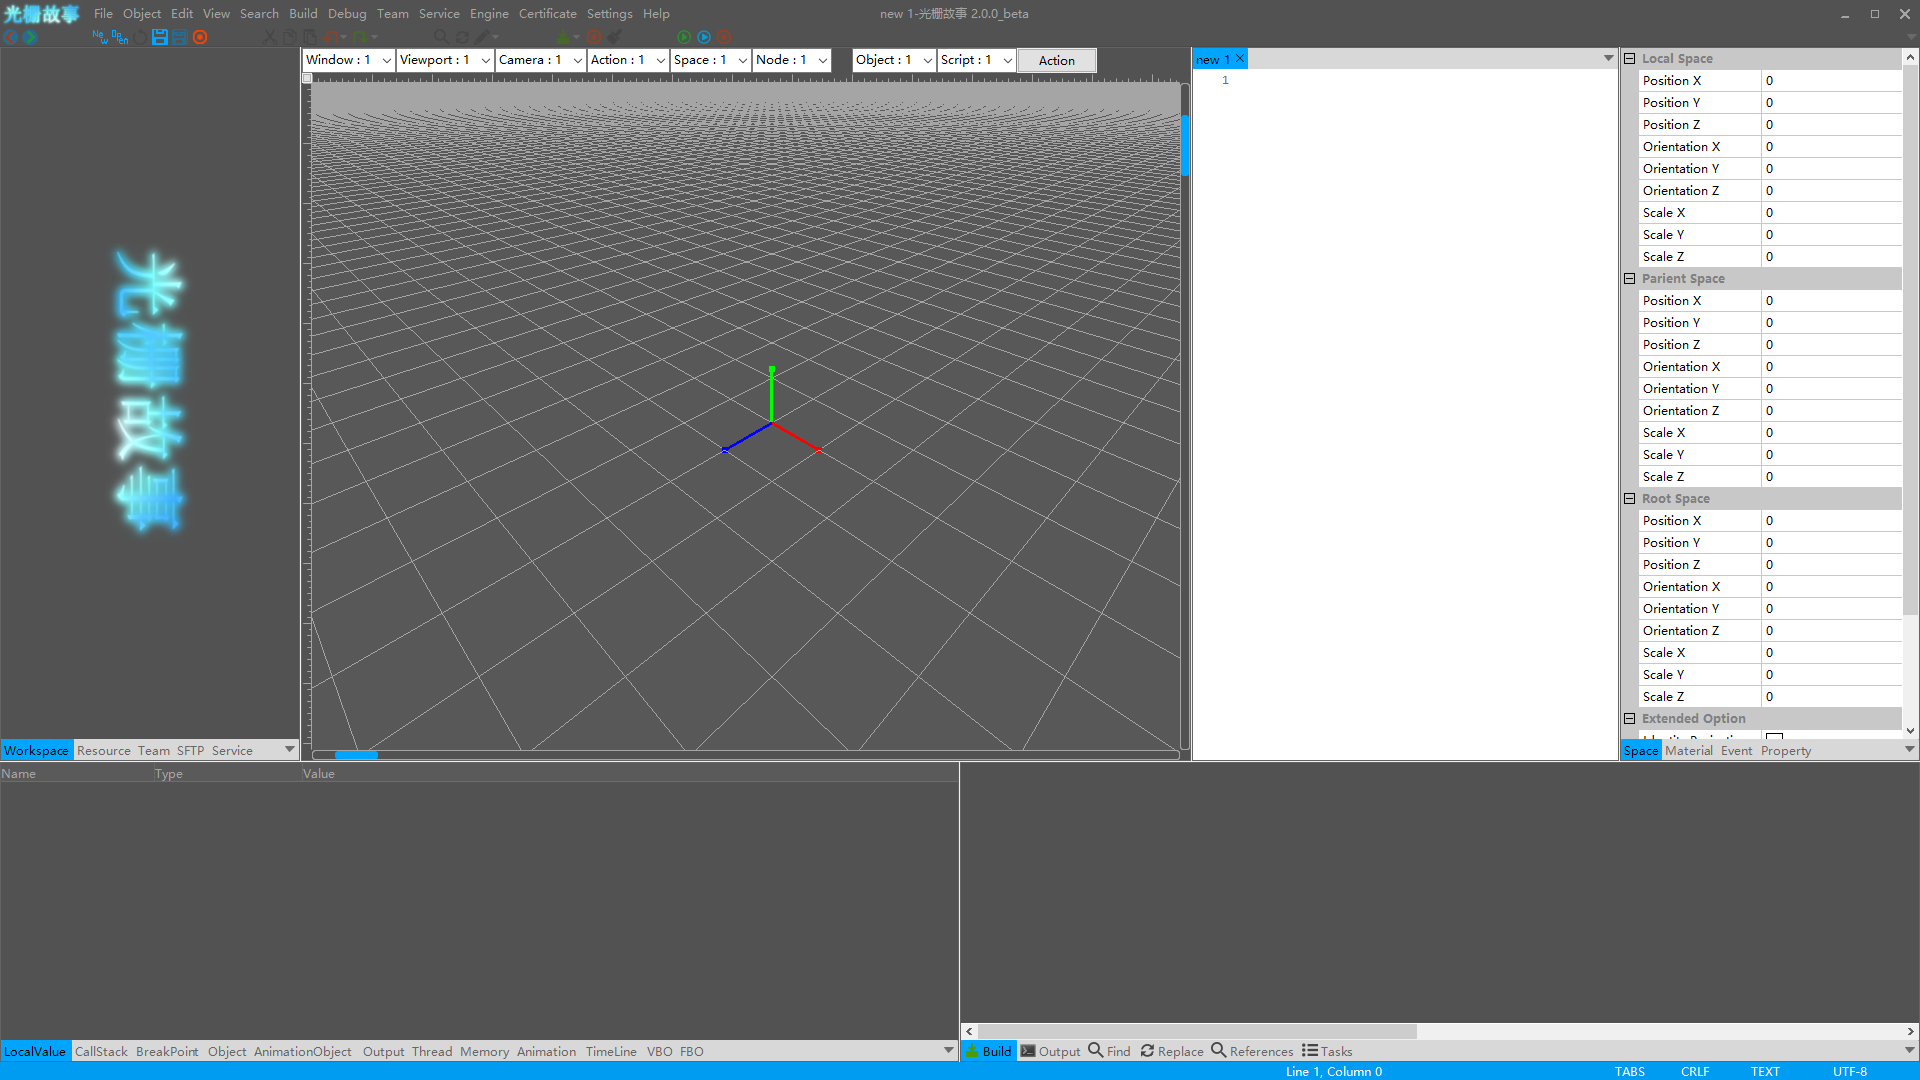 光栅故事 File Object Edit View Search Build Debug Team Service Engine Certificate Settings Help new 1-光栅故事 2.0.0_beta
New Open
Window : 1 Viewport : 1 Camera : 1 Action : 1 Space : 1 Node : 1 Object : 1 Script : 1 Action
new 1
1
光栅故事
Local Space
Position X 0
Position Y 0
Position Z 0
Orientation X 0
Orientation Y 0
Orientation Z 0
Scale X 0
Scale Y 0
Scale Z 0
Parient Space
Position X 0
Position Y 0
Position Z 0
Orientation X 0
Orientation Y 0
Orientation Z 0
Scale X 0
Scale Y 0
Scale Z 0
Root Space
Position X 0
Position Y 0
Position Z 0
Orientation X 0
Orientation Y 0
Orientation Z 0
Scale X 0
Scale Y 0
Scale Z 0
Extended Option
Workspace Resource Team SFTP Service
Space Material Event Property
Name Type Value
LocalValue CallStack BreakPoint Object AnimationObject Output Thread Memory Animation TimeLine VBO FBO
Build Output Find Replace References Tasks
Line 1, Column 0 TABS CRLF TEXT UTF-8